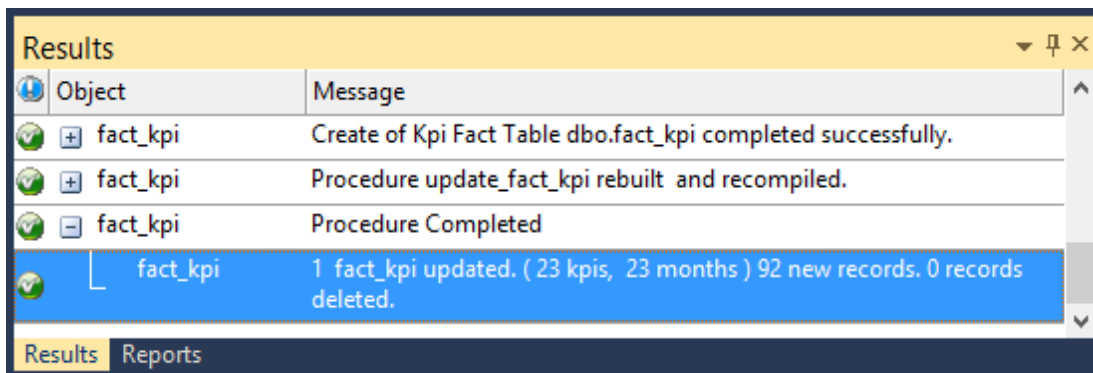 Results
Object Message
fact_kpi Create of Kpi Fact Table dbo.fact_kpi completed successfully.
fact_kpi Procedure update_fact_kpi rebuilt  and recompiled.
fact_kpi Procedure Completed
fact_kpi 1  fact_kpi updated. ( 23 kpis,  23 months ) 92 new records. 0 records
deleted.
Results Reports